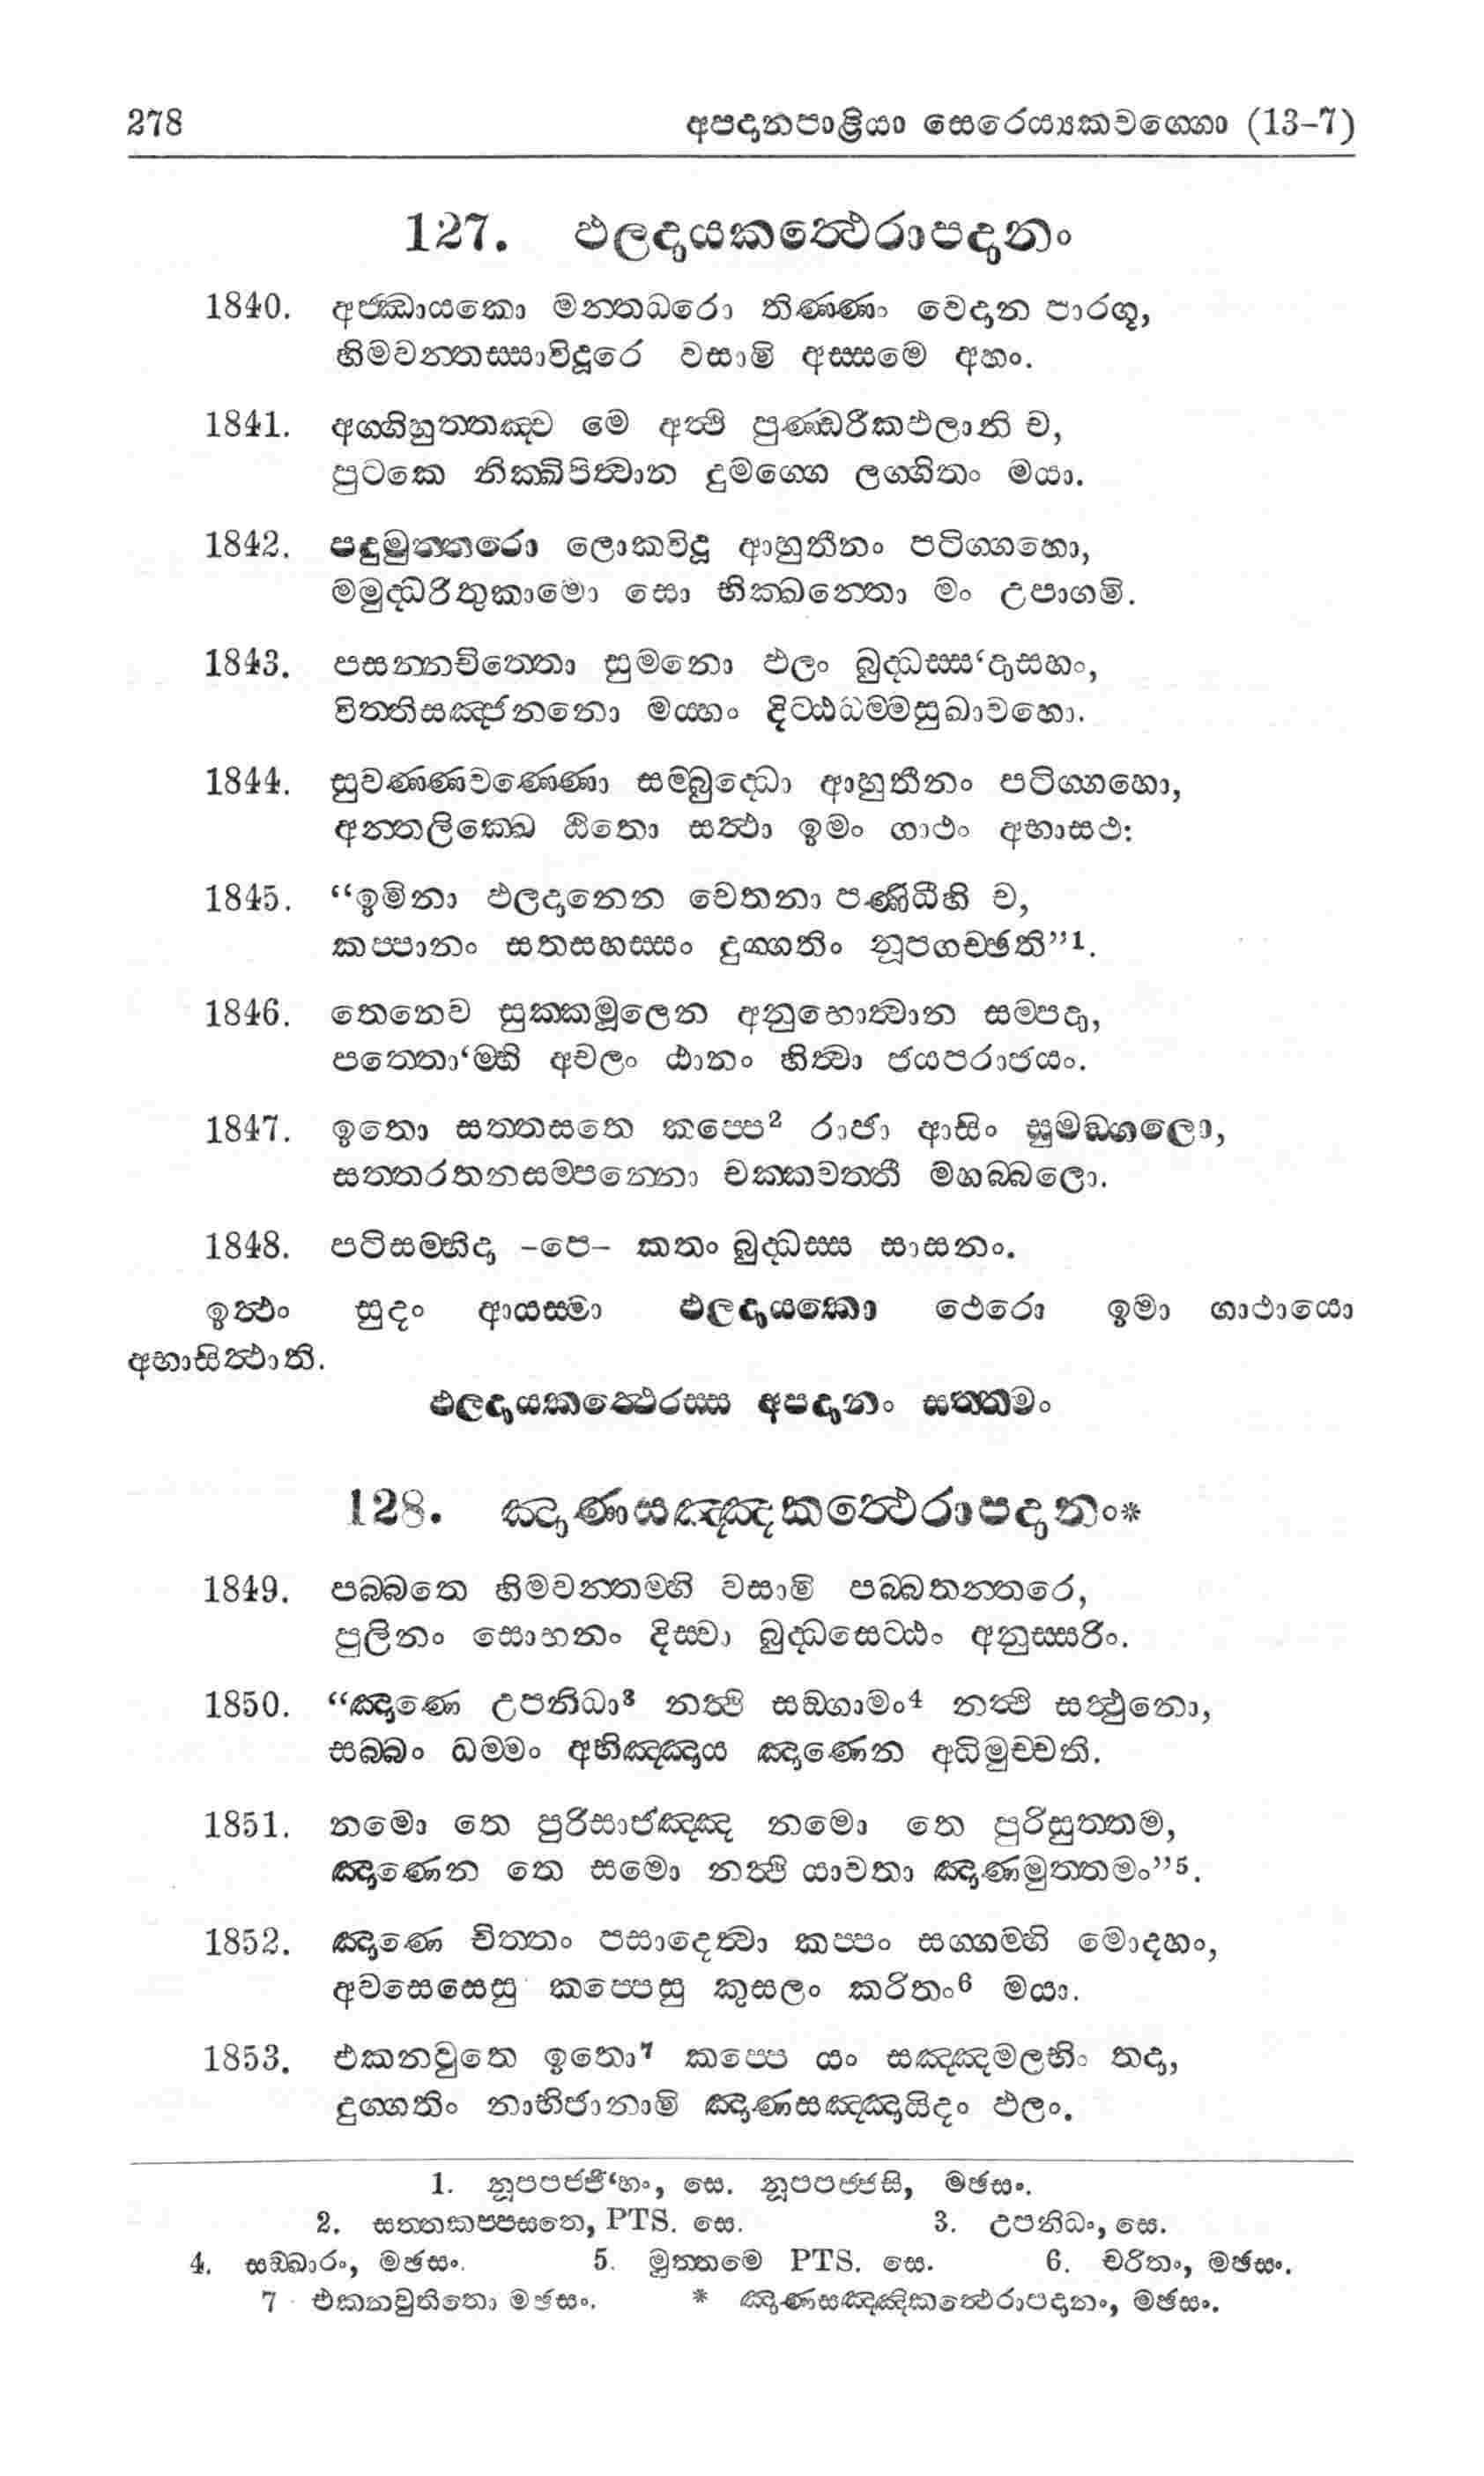 278 අපදානපාළියා සෙරෙය්‍යකවග්ගො (13-7)
127. ඵලදායකත්‍ථෙරාපදානං
1840. අජ්ඣායකො මන්තධරො තිණ්ණං වෙදාන පාරගූ,
හිමවන්තස්සාවිදූරෙ වසාමි අස්සමෙ අහං.
1841. අග්ගිහුත්තඤ්ච මෙ අත්‍ථි පුණ්ඩරීකඵලානි ච,
පුටකෙ නික්ඛිපිත්‍වාන දුමග්ගෙ ලග්ගිතං මයා.
1842. පදුමුත්තරො ලොකවිදූ ආහුතීනං පටිග්ගහො,
මමුද්ධරිතුකාමො සො භික්ඛන්තො මං උපාගමි.
1843. පසන්නචිත්තො සුමනො ඵලං බුද්ධස්ස‘දාසහං,
විත්තිසඤ්ජනනො මය්හං දිට්ඨධම්මසුඛාවහො.
1844. සුවණ්ණවණ්ණො සම්බුද්ධො ආහුතීනං පටිග්ගහො,
අන්තලික්ඛෙ ඨිතො සත්‍ථා ඉමං ගාථං අභාසථ:
1845. “ඉමිනා ඵලදානෙන චෙතනා පණිධීහි ච,
කප්පානං සතසහස්සං දුග්ගතිං නූපගච්ඡති”1.
1846. තෙනෙව සුක්කමූලෙන අනුභොත්‍වාන සම්පදා,
පත්තො‘ම්හි අචලං ඨානං හිත්‍වා ජයපරාජයං.
1847. ඉතො සත්තසතෙ කප්පෙ2 රාජා ආසිං සුමඞ්ගලො,
සත්තරතනසම්පන්නො චක්කවත්තී මහබ්බලො.
1848. පටිසම්භිදා -පෙ- කතං බුද්ධස්ස සාසනං.
ඉත්‍ථං සුදං ආයස්මා ඵලදායකො ථෙරො ඉමා ගාථායො
අභාසිත්‍ථාති.
ඵලදායකත්‍ථෙරස්ස අපදානං සත්තමං
128. ඤාණසඤ්ඤකත්‍ථෙරාපදානං*
1849. පබ්බතෙ හිමවන්තම්හි වසාමි පබ්බතන්තරෙ,
පුලිනං සොභනං දිස්වා බුද්ධසෙට්ඨං අනුස්සරිං.
1850. “ඤාණෙ උපනිධා3 නත්‍ථි සඞ්ගාමං4 නත්‍ථි සත්‍ථුනො,
සබ්බං ධම්මං අභිඤ්ඤාය ඤාණෙන අධිමුච්චති.
1851. නමො තෙ පුරිසාජඤ්ඤ නමො තෙ පුරිසුත්තම,
ඤාණෙන තෙ සමො නත්‍ථි යාවතා ඤාණමුත්තමං”5.
1852. ඤාණෙ චිත්තං පසාදෙත්‍වා කප්පං සග්ගම්හි මොදහං,
අවසෙසෙසු කප්පෙසු කුසලං කරිතං6 මයා.
1853. එකනවුතෙ ඉතො7 කප්පෙ යං සඤ්ඤමලභිං තදා,
දුග්ගතිං නාභිජානාමි ඤාණසඤ්ඤායිදං ඵලං.
1. නූපපජ්ජි‘හං, සෙ. නූපපජ්ජසි, මඡසං.
2. සත්තකප්පසතෙ, PTS. සෙ. 3. උපනිධං, සෙ.
4. සඞ්ඛාරං, මඡසං. 5. මුත්තමෙ PTS. සෙ. 6. චරිතං, මඡසං.
7 එකනවුතිතො මඡසං. * ඤාණසඤ්ඤිකත්‍ථෙරාපදානං, මඡසං.